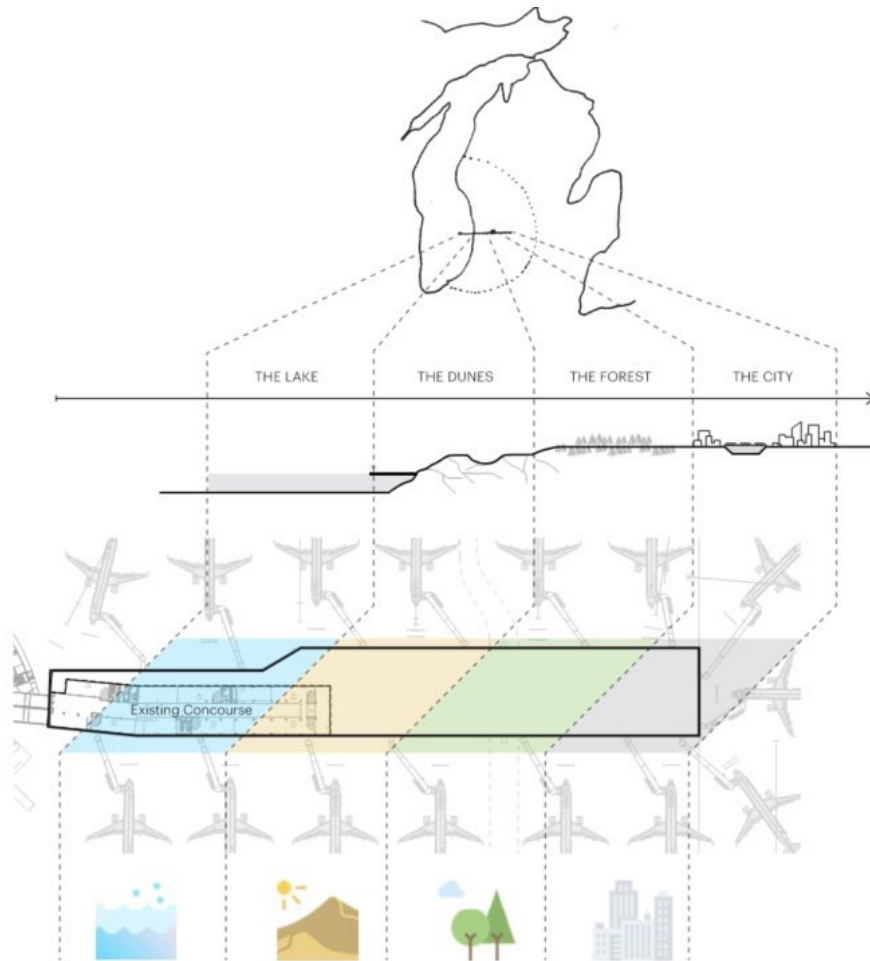 THE LAKE
THE DUNES
THE FOREST
THE CITY
Existing Concourse